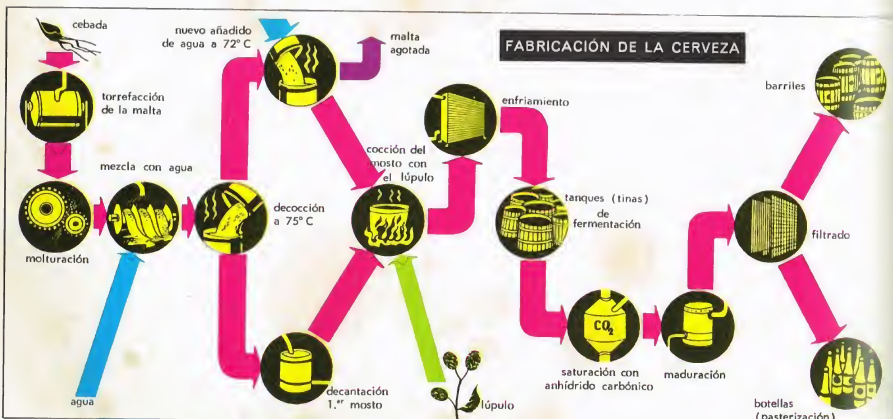 FABRICACIÓN DE LA CERVEZA
cebada
torrefacción
de la malta
molturación
mezcla con agua
agua
decocción
a 75° C
nuevo añadido
de agua a 72° C
malta
agotada
decantación
1.er mosto
cocción del
mosto con
el lúpulo
lúpulo
enfriamiento
tanques (tinas)
de
fermentación
CO2
saturación con
anhídrido carbónico
maduración
filtrado
barriles
botellas
(pasterización)